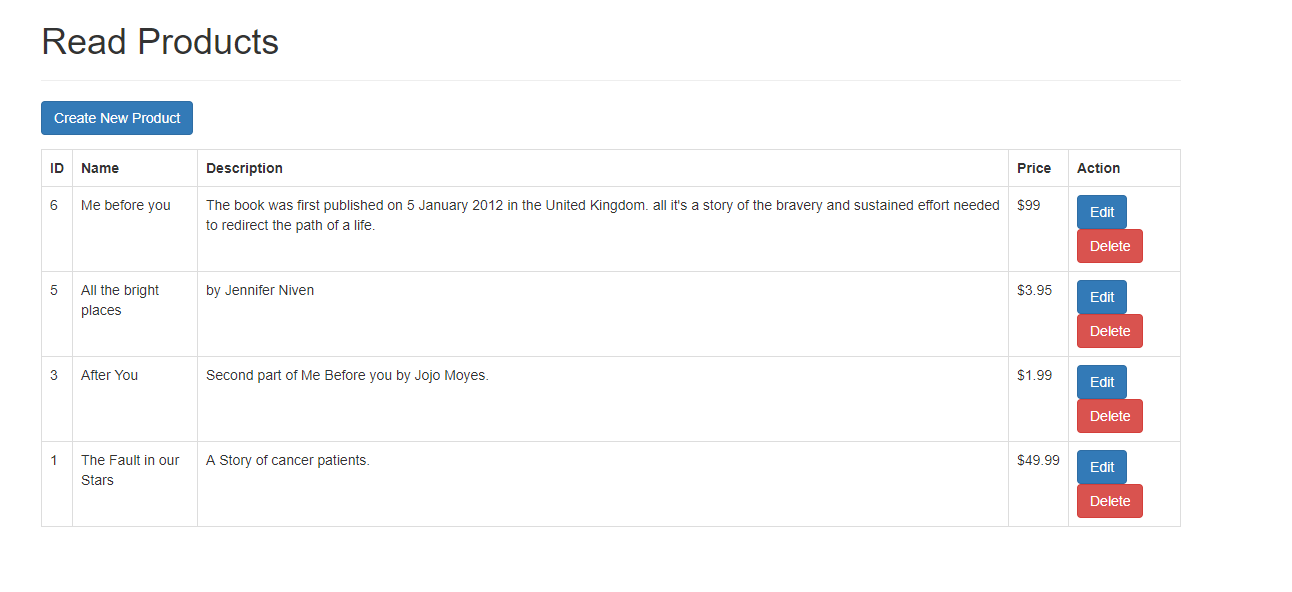 Read Products
Create New Product
ID Name Description Price Action
6 Me before you The book was first published on 5 January 2012 in the United Kingdom. all it's a story of the bravery and sustained effort needed $99 Edit
to redirect the path of a life.
Delete
5 All the bright by Jennifer Niven $3.95 Edit
places
Delete
3 After You Second part of Me Before you by Jojo Moyes. $1.99 Edit
Delete
1 The Fault in our A Story of cancer patients. $49.99 Edit
Stars
Delete